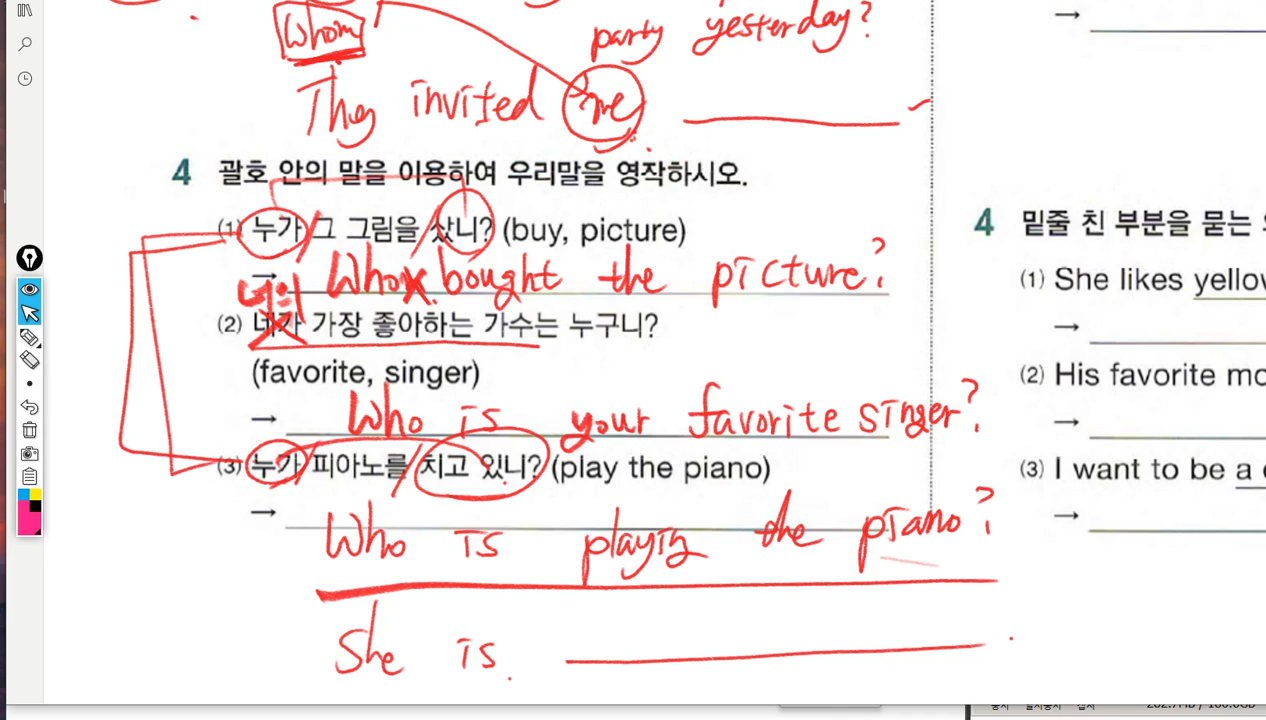 whom
party yesterday?
They invited me
→
4 괄호 안의 말을 이용하여 우리말을 영작하시오.
(1) 누가 / 그 그림을 / 샀니? (buy, picture)
→ Who bought the picture?
너의
(2) 네가 가장 좋아하는 가수는 누구니?
(favorite, singer)
→ Who is your favorite singer?
(3) 누가 / 피아노를 / 치고 있니? (play the piano)
→ Who is playing the piano?
She is
4 밑줄 친 부분을 묻는
(1) She likes yellow
→
(2) His favorite mo
→
(3) I want to be a
→